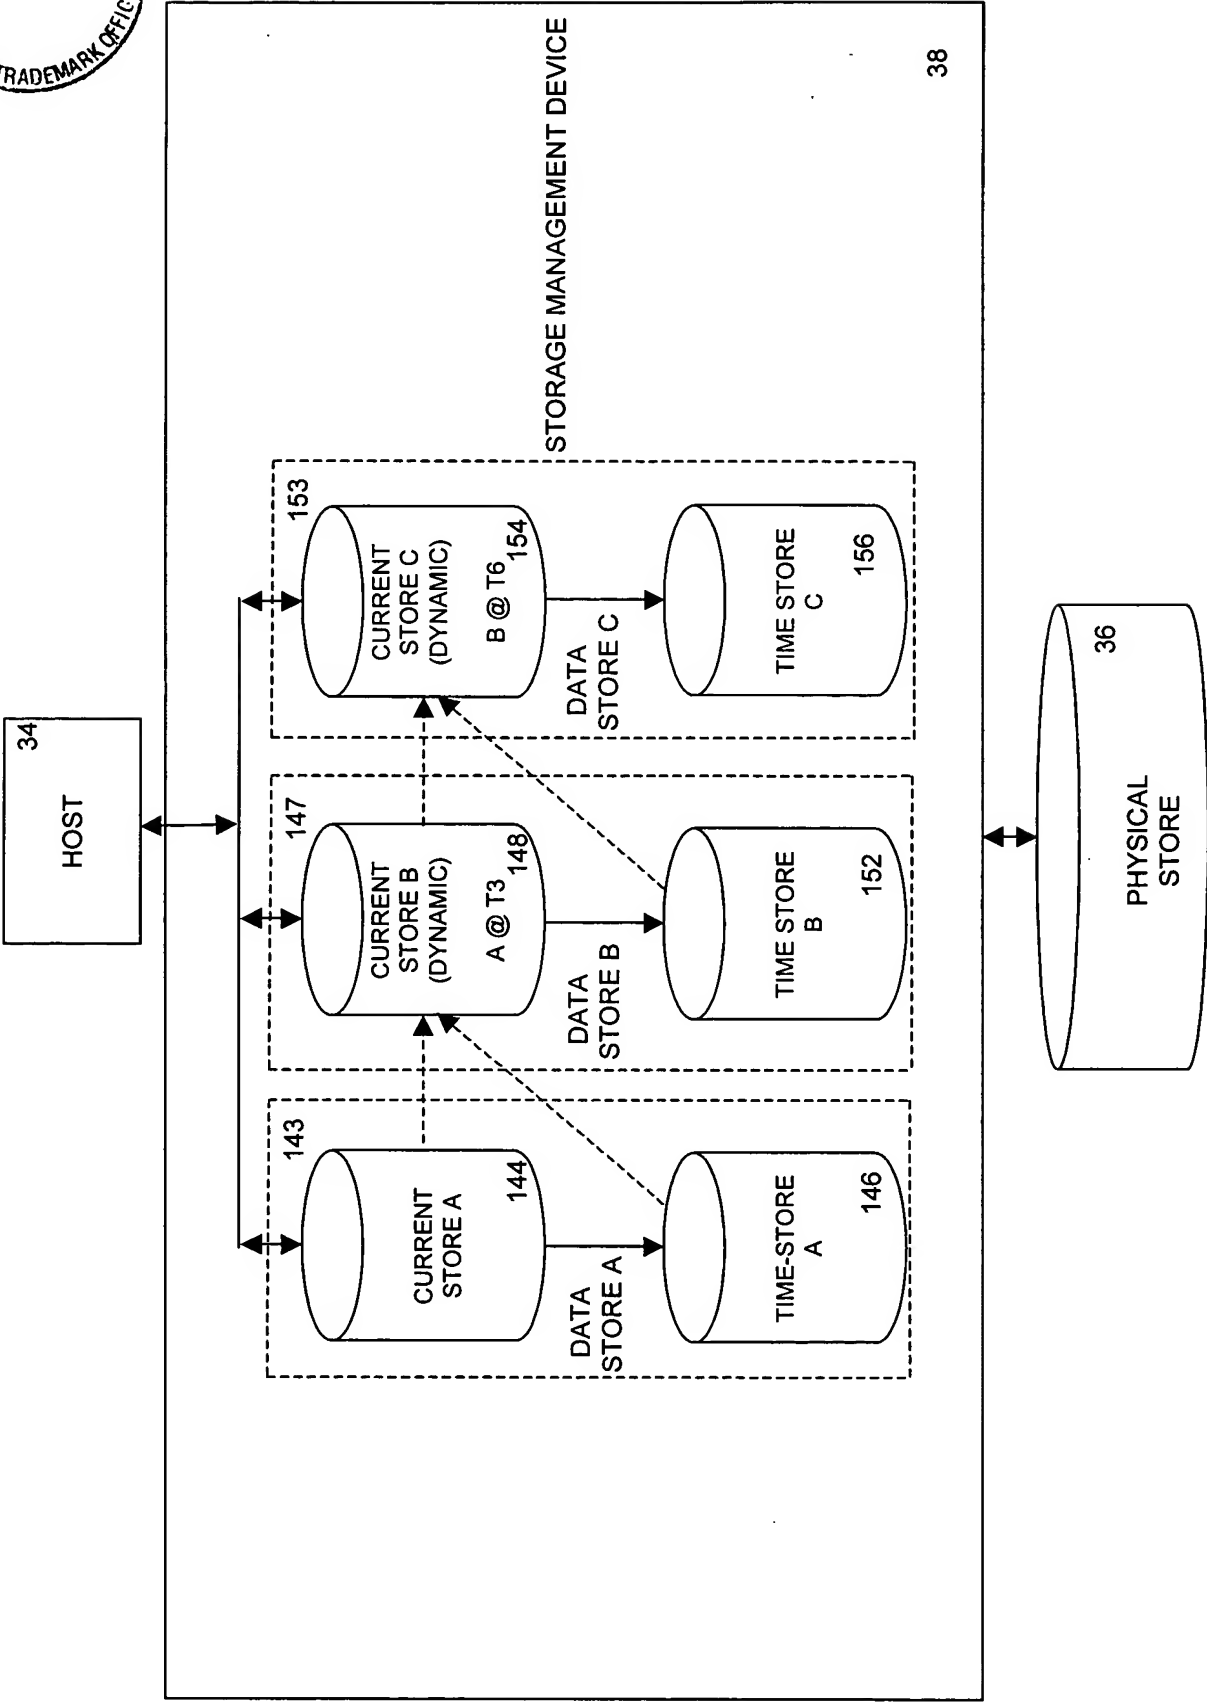 TRADEMARK OFFIC
HOST
34
STORAGE MANAGEMENT DEVICE
38
143
CURRENT
STORE A
144
DATA
STORE A
TIME-STORE
A
146
147
CURRENT
STORE B
(DYNAMIC)
A @ T3
148
DATA
STORE B
TIME STORE
B
152
153
CURRENT
STORE C
(DYNAMIC)
B @ T6
154
DATA
STORE C
TIME STORE
C
156
PHYSICAL
STORE
36